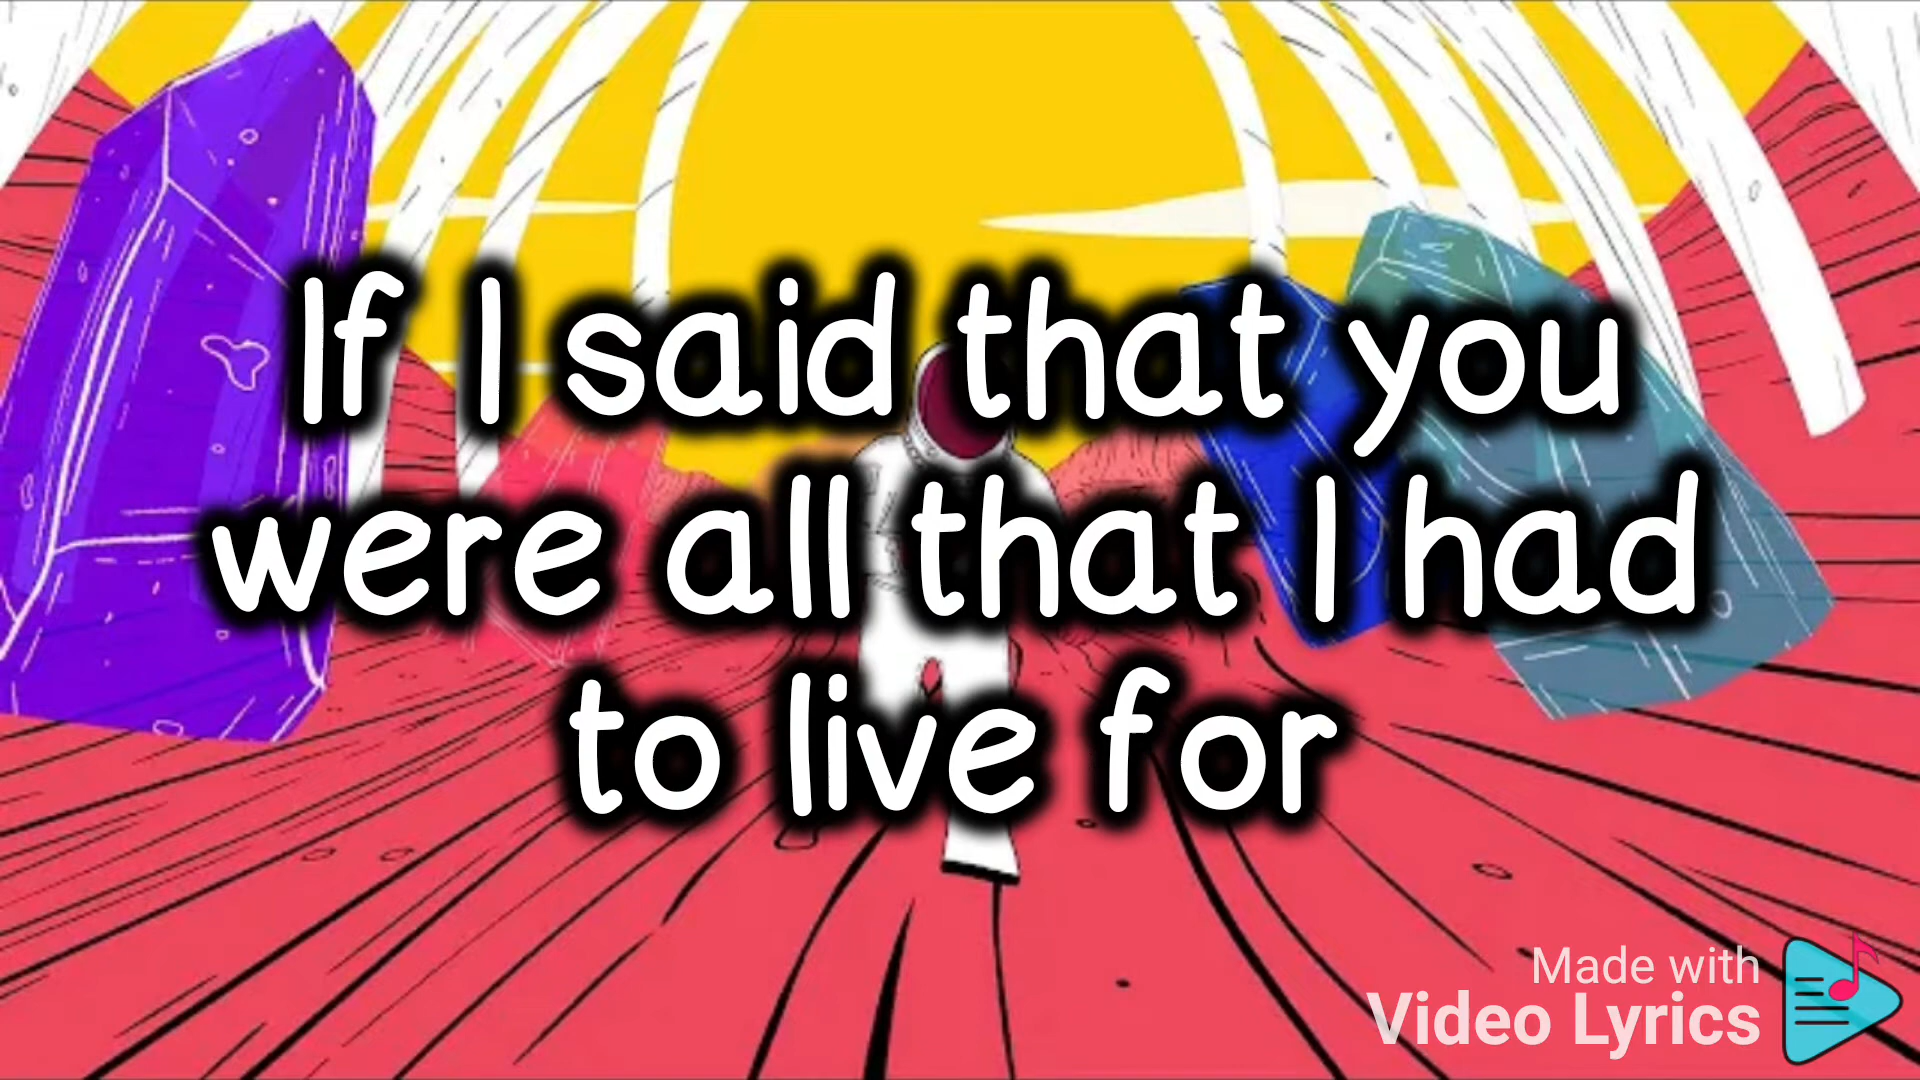 If I said that you
were all that I had
to live for
Made with
Video Lyrics